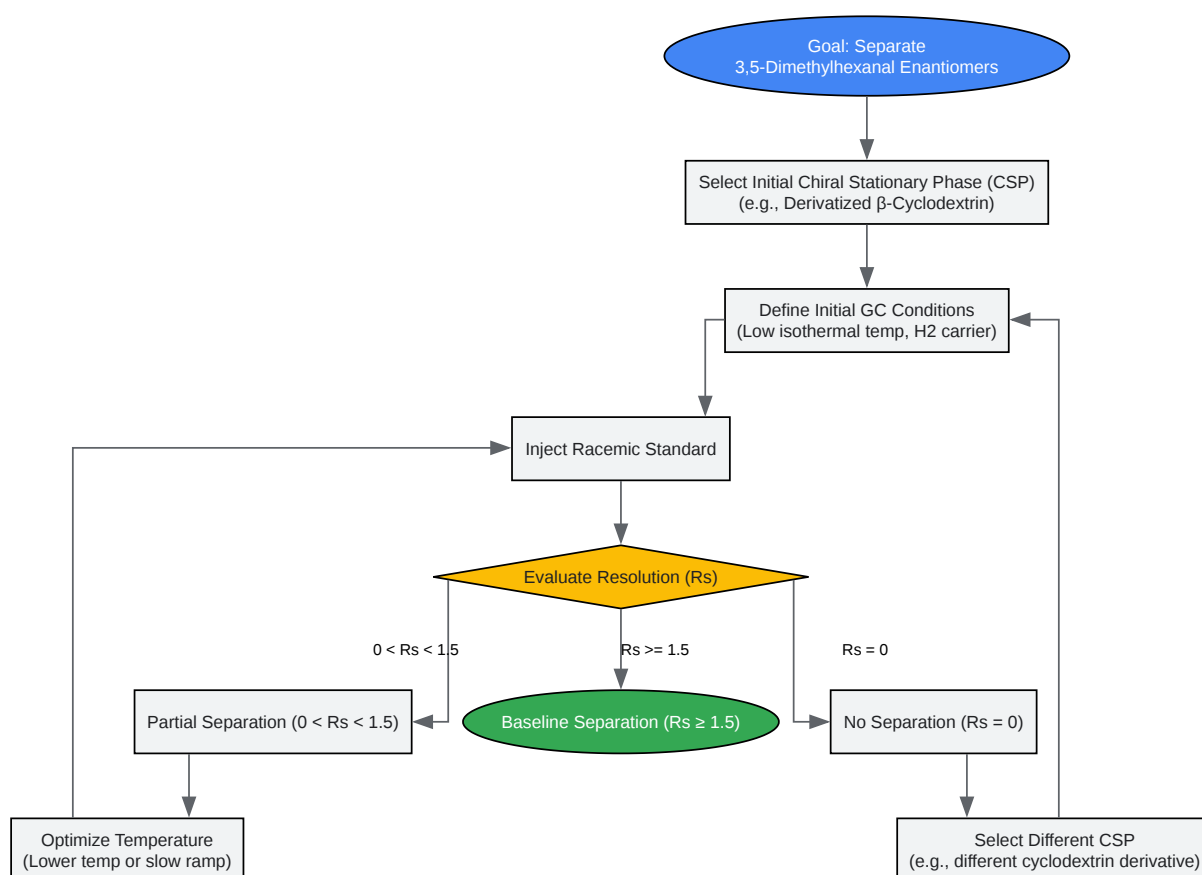 Goal: Separate
3,5-Dimethylhexanal Enantiomers
Select Initial Chiral Stationary Phase (CSP)
(e.g., Derivatized β-Cyclodextrin)
Define Initial GC Conditions
(Low isothermal temp, H2 carrier)
Inject Racemic Standard
Evaluate Resolution (Rs)
0 < Rs < 1.5
Rs >= 1.5
Rs = 0
Partial Separation (0 < Rs < 1.5)
Baseline Separation (Rs ≥ 1.5)
No Separation (Rs = 0)
Optimize Temperature
(Lower temp or slow ramp)
Select Different CSP
(e.g., different cyclodextrin derivative)